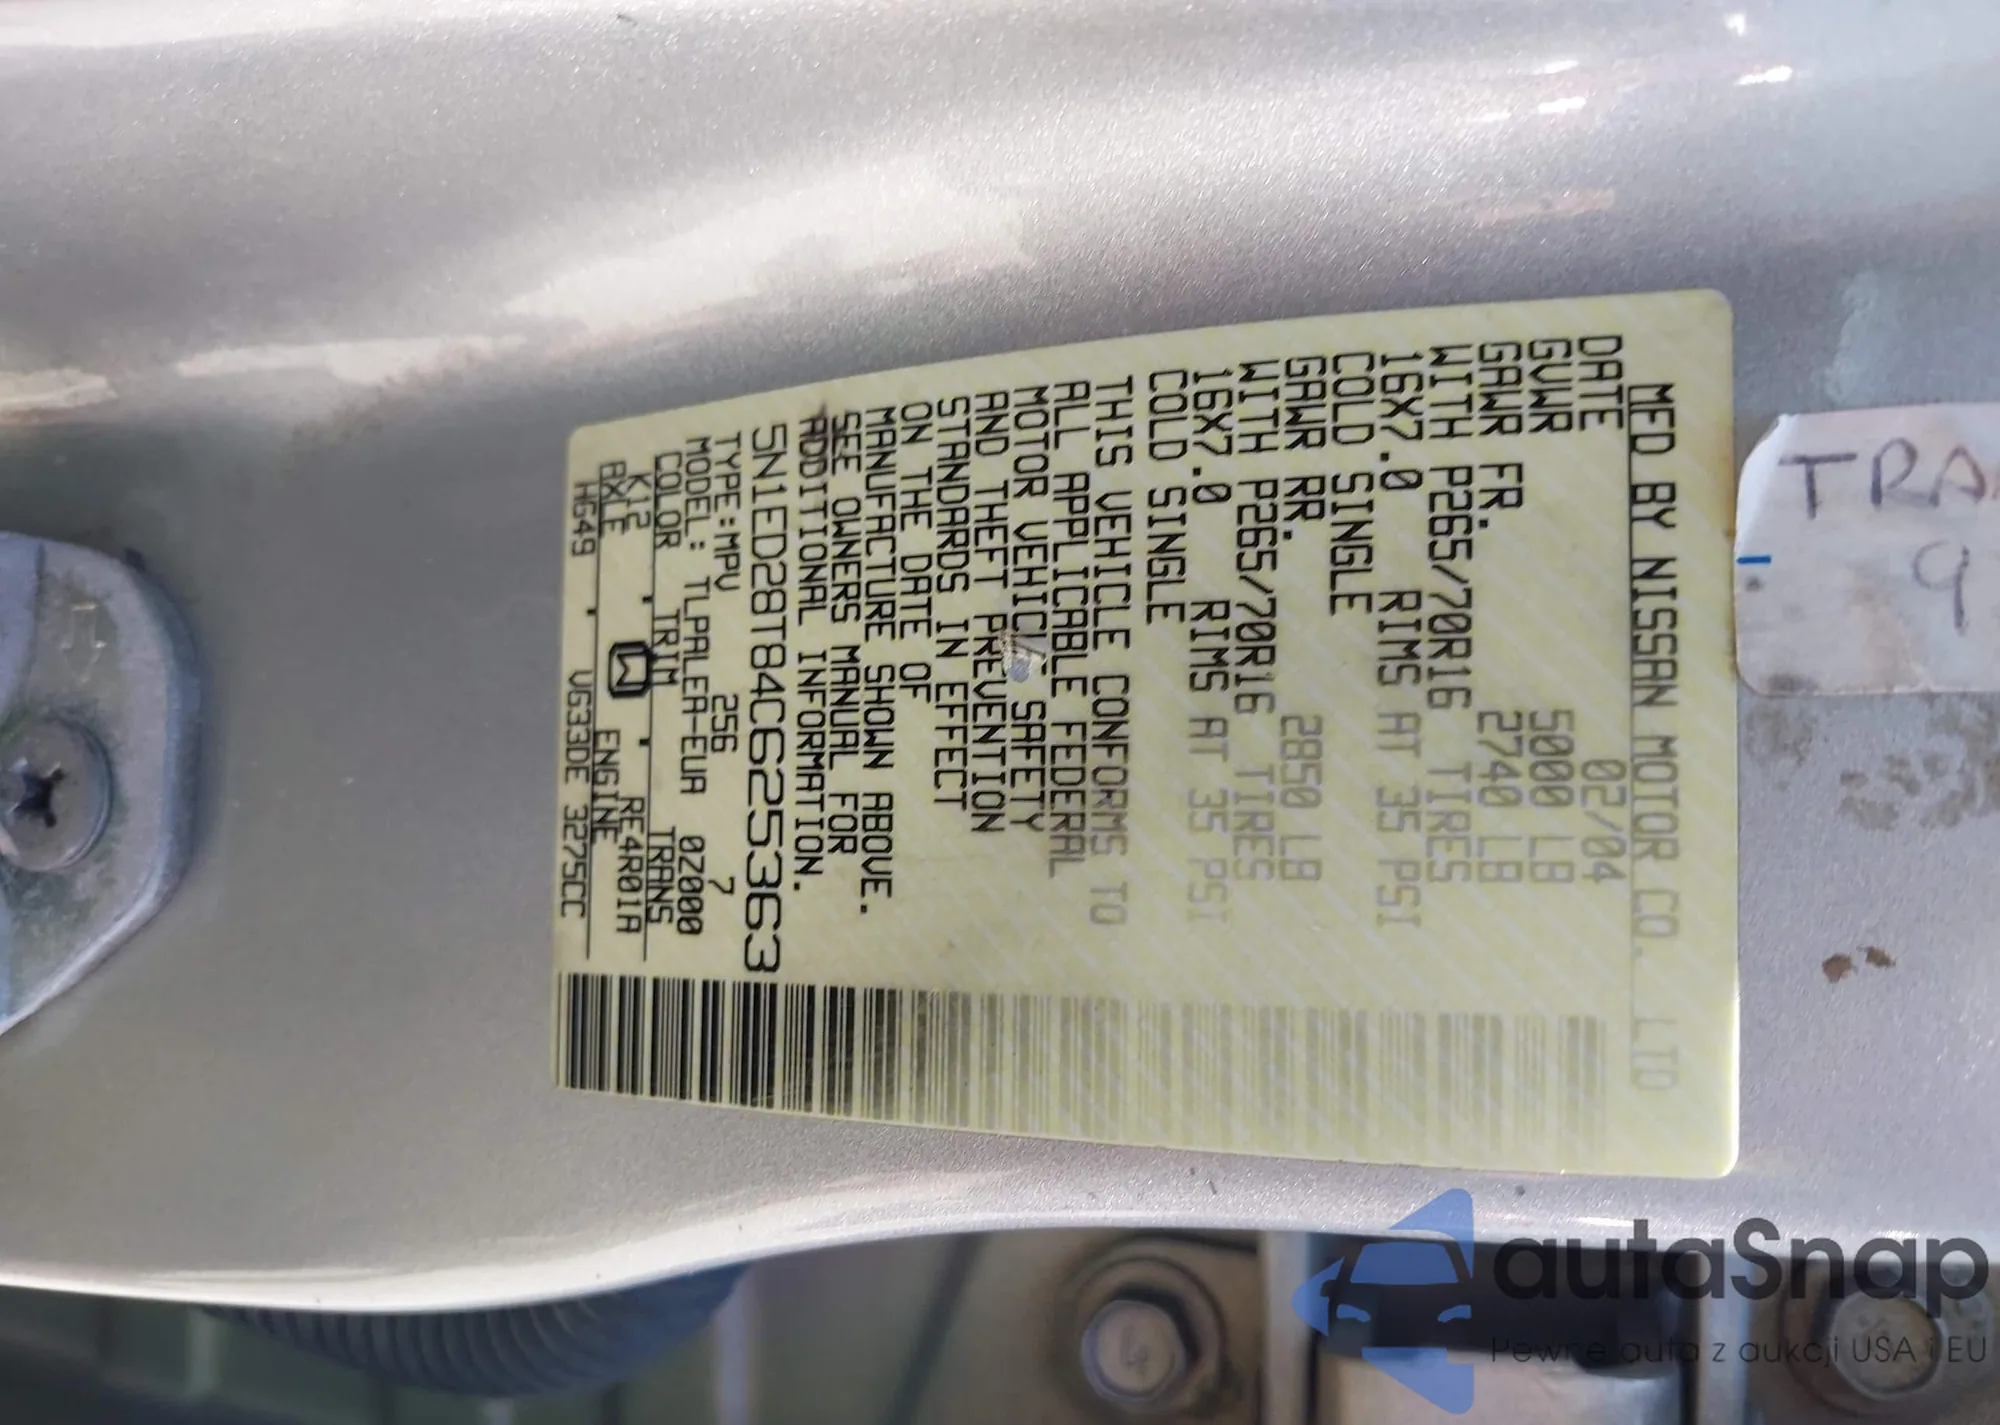 MFD BY NISSAN MOTOR CO. LTD
DATE 02/04
GVWR 5000 LB
GAWR FR. 2740 LB
WITH P265/70R16 TIRES
16X7.0 RIMS AT 35 PSI
COLD SINGLE
GAWR RR. 2850 LB
WITH P265/70R16 TIRES
16X7.0 RIMS AT 35 PSI
COLD SINGLE
THIS VEHICLE CONFORMS TO
ALL APPLICABLE FEDERAL
MOTOR VEHICLE SAFETY
AND THEFT PREVENTION
STANDARDS IN EFFECT
ON THE DATE OF
MANUFACTURE SHOWN ABOVE.
SEE OWNERS MANUAL FOR
ADDITIONAL INFORMATION.
5N1ED28T84C625363
TYPE:MPV 256 7
MODEL: TLPALEA-EUA 0Z000
COLOR TRIM TRANS
K12 W RE4R01A
AXLE ENGINE
HG49 VG33DE 3275CC
TRA
9
autaSnap
Pewne auta z aukcji USA i EU